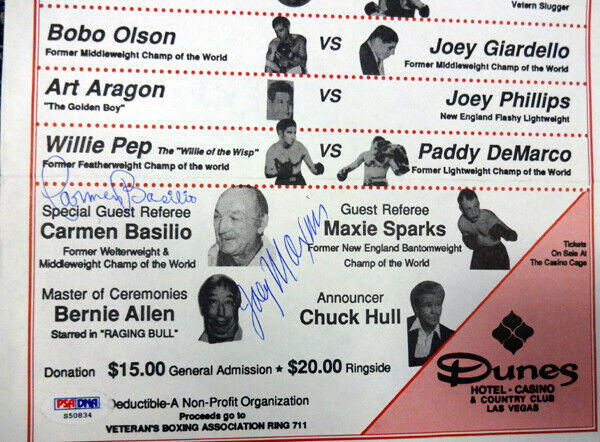 Vetern Slugger
Bobo Olson
Former Middleweight Champ of the World
VS
Joey Giardello
Former Middleweight Champ of the World
Art Aragon
"The Golden Boy"
VS
Joey Phillips
New England Flashy Lightweight
Willie Pep The "Willie of the Wisp"
Former Featherweight Champ of the world
VS
Paddy DeMarco
Former Lightweight Champ of the World
Carmen Basilio
Special Guest Referee
Carmen Basilio
Former Welterweight &
Middleweight Champ of the World
Joey Maxim
Guest Referee
Maxie Sparks
Former New England Bantomweight
Champ of the World
Tickets
On Sale At
The Casino Cage
Master of Ceremonies
Bernie Allen
Starred in "RAGING BULL"
Announcer
Chuck Hull
Donation $15.00 General Admission ★ $20.00 Ringside
Dunes
HOTEL • CASINO
& COUNTRY CLUB
LAS VEGAS
PSA/DNA
S50834
Deductible-A Non-Profit Organization
Proceeds go to
VETERAN'S BOXING ASSOCIATION RING 711